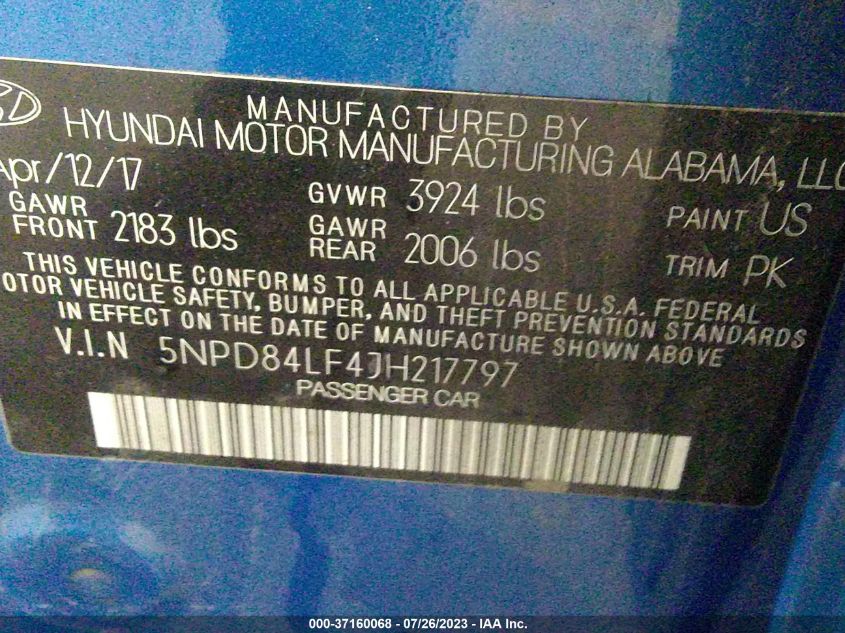 MANUFACTURED BY
HYUNDAI MOTOR MANUFACTURING ALABAMA, LLC
Apr/12/17
GAWR FRONT 2183 lbs
GVWR 3924 lbs
GAWR REAR 2006 lbs
PAINT US
TRIM PK
THIS VEHICLE CONFORMS TO ALL APPLICABLE U.S.A. FEDERAL
OTOR VEHICLE SAFETY, BUMPER, AND THEFT PREVENTION STANDARDS
IN EFFECT ON THE DATE OF MANUFACTURE SHOWN ABOVE
V.I.N 5NPD84LF4JH217797
PASSENGER CAR
000-37160068 - 07/26/2023 - IAA Inc.